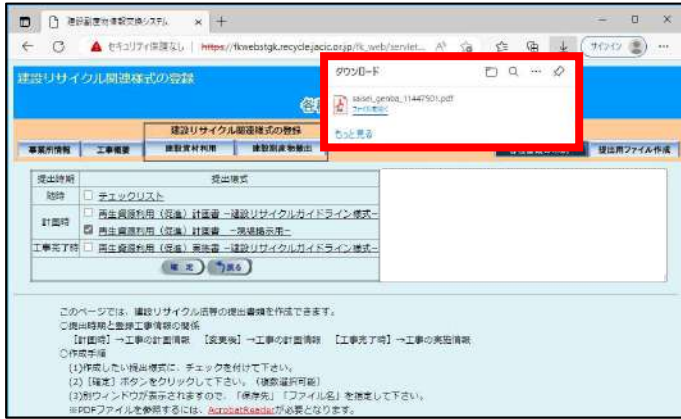 建設副産物情報交換システム
セキュリティ保護なし https://fkwebstgk.recycle.jacic.or.jp/fk_web/servlet...
サインイン
ダウンロード
saisei_genba_11447501.pdf
ファイルを開く
もっと見る
建設リサイクル関連様式の登録
建設リサイクル関連様式の登録
事業所情報 工事概要 建設資材利用 建設副産物搬出 提出用ファイル作成
提出時期 提出様式
随時 チェックリスト
計画時 再生資源利用(促進)計画書 -建設リサイクルガイドライン様式-
再生資源利用(促進)計画書 -現場掲示用-
工事完了時 再生資源利用(促進)実施書 -建設リサイクルガイドライン様式-
確定 戻る
このページでは、建設リサイクル法等の提出書類を作成できます。
○提出時期と登録工事情報の関係
【計画時】→工事の計画情報 【変更後】→工事の計画情報 【工事完了時】→工事の実施情報
○作成手順
(1)作成したい提出様式に、チェックを付けて下さい。
(2)[確定]ボタンをクリックして下さい。(複数選択可能)
(3)別ウィンドウが表示されますので、「保存先」「ファイル名」を指定して下さい。
※PDFファイルを参照するには、AcrobatReaderが必要となります。